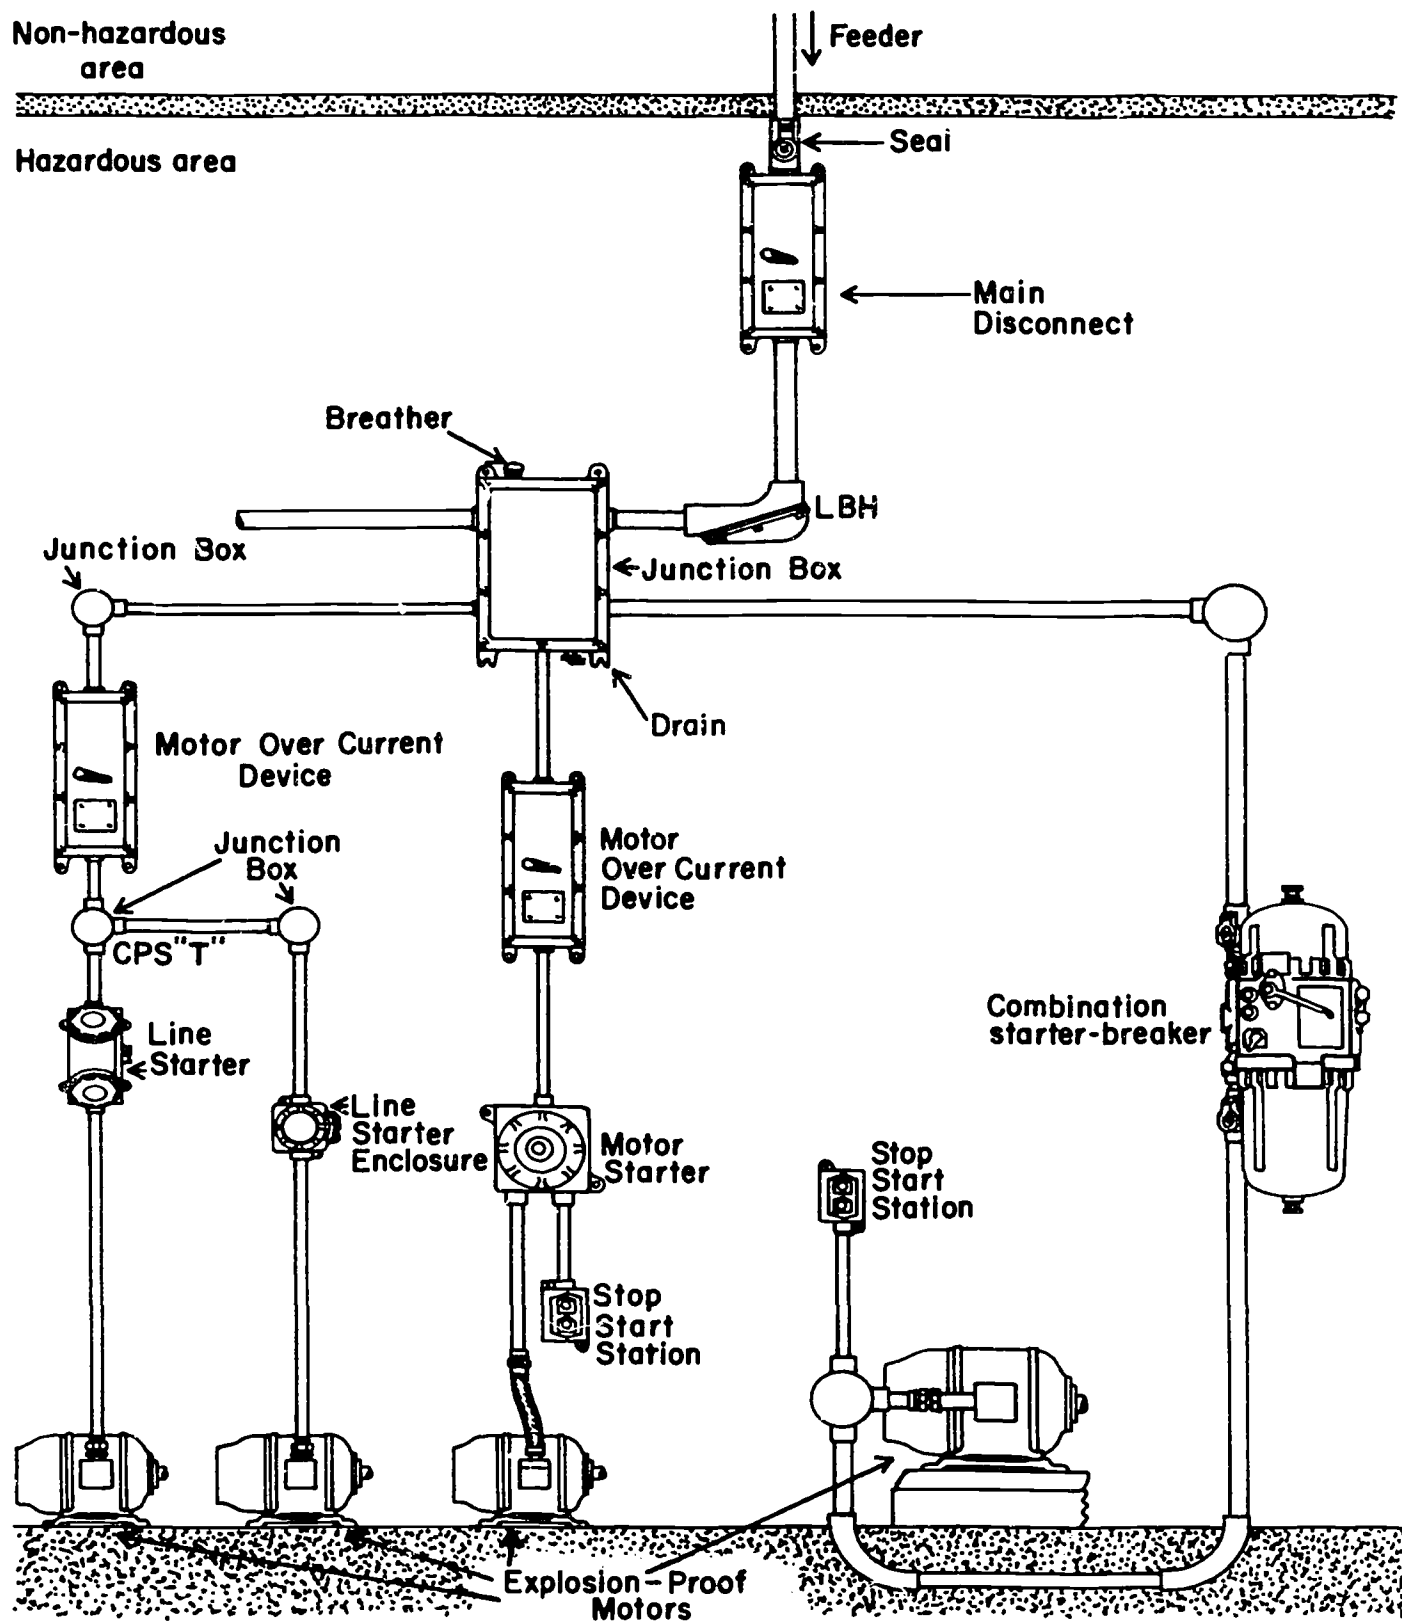 Non-hazardous
area
Feeder
Seal
Hazardous area
Main
Disconnect
Breather
LBH
Junction Box
Junction Box
Drain
Motor Over Current
Device
Motor
Over Current
Device
Junction
Box
CPS"T"
Line
Starter
Combination
starter-breaker
Line
Starter
Enclosure
Motor
Starter
Stop
Start
Station
Stop
Start
Station
Explosion-Proof
Motors